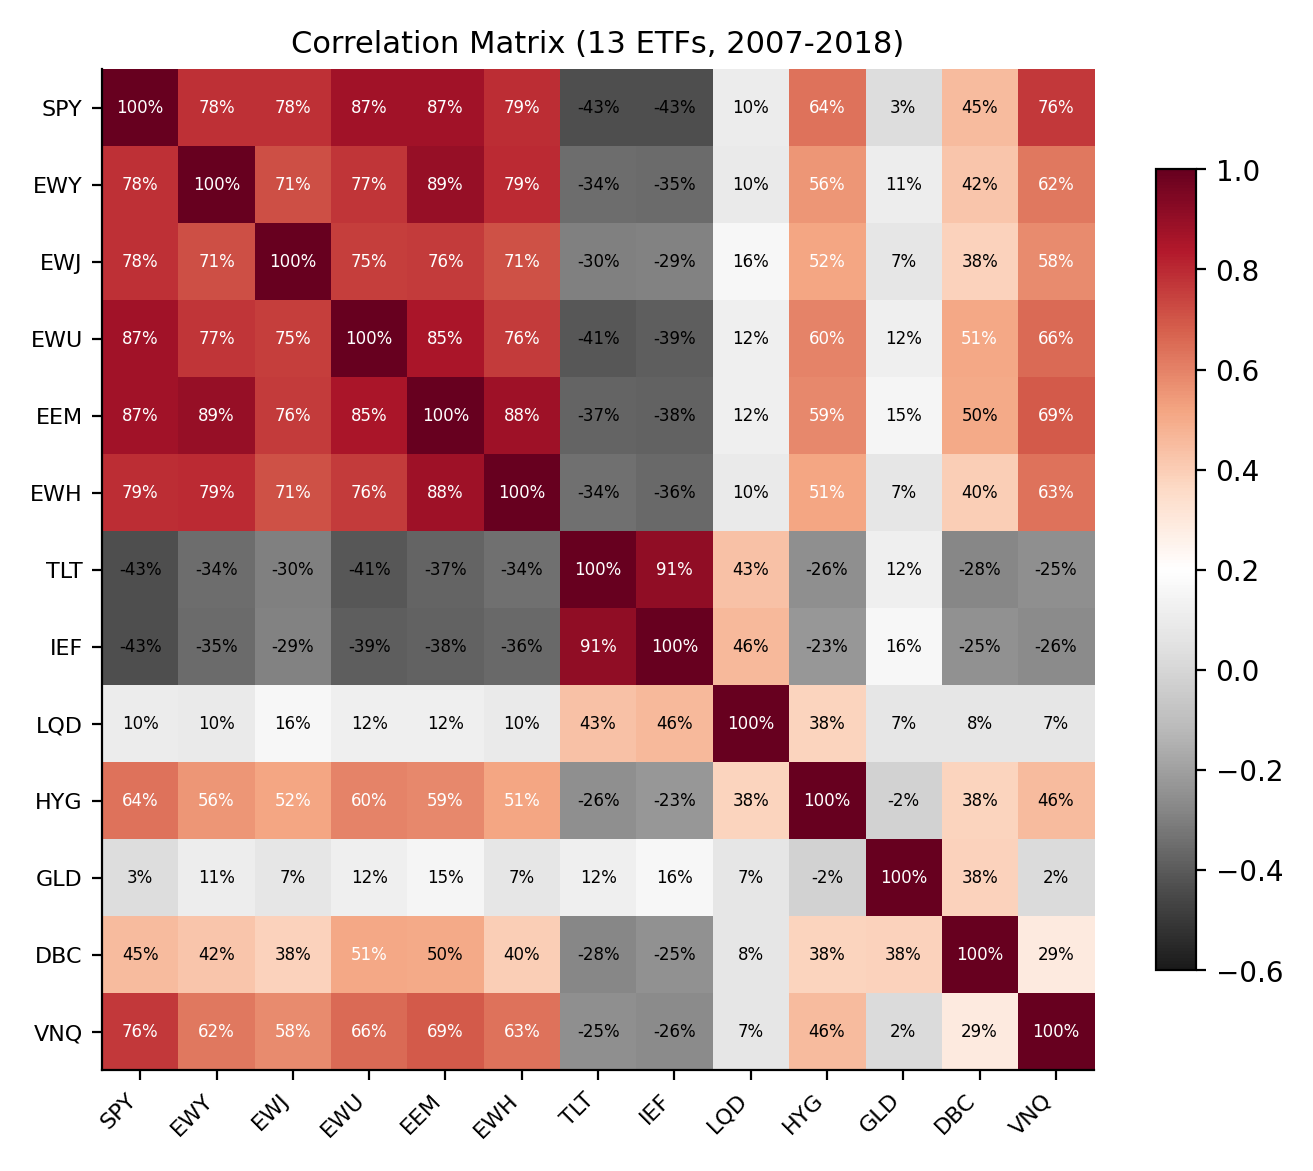 Correlation Matrix (13 ETFs, 2007-2018)
SPY 100% 78% 78% 87% 87% 79% -43% -43% 10% 64% 3% 45% 76%
EWY 78% 100% 71% 77% 89% 79% -34% -35% 10% 56% 11% 42% 62%
EWJ 78% 71% 100% 75% 76% 71% -30% -29% 16% 52% 7% 38% 58%
EWU 87% 77% 75% 100% 85% 76% -41% -39% 12% 60% 12% 51% 66%
EEM 87% 89% 76% 85% 100% 88% -37% -38% 12% 59% 15% 50% 69%
EWH 79% 79% 71% 76% 88% 100% -34% -36% 10% 51% 7% 40% 63%
TLT -43% -34% -30% -41% -37% -34% 100% 91% 43% -26% 12% -28% -25%
IEF -43% -35% -29% -39% -38% -36% 91% 100% 46% -23% 16% -25% -26%
LQD 10% 10% 16% 12% 12% 10% 43% 46% 100% 38% 7% 8% 7%
HYG 64% 56% 52% 60% 59% 51% -26% -23% 38% 100% -2% 38% 46%
GLD 3% 11% 7% 12% 15% 7% 12% 16% 7% -2% 100% 38% 2%
DBC 45% 42% 38% 51% 50% 40% -28% -25% 8% 38% 38% 100% 29%
VNQ 76% 62% 58% 66% 69% 63% -25% -26% 7% 46% 2% 29% 100%
SPY EWY EWJ EWU EEM EWH TLT IEF LQD HYG GLD DBC VNQ
1.0
0.8
0.6
0.4
0.2
0.0
−0.2
−0.4
−0.6